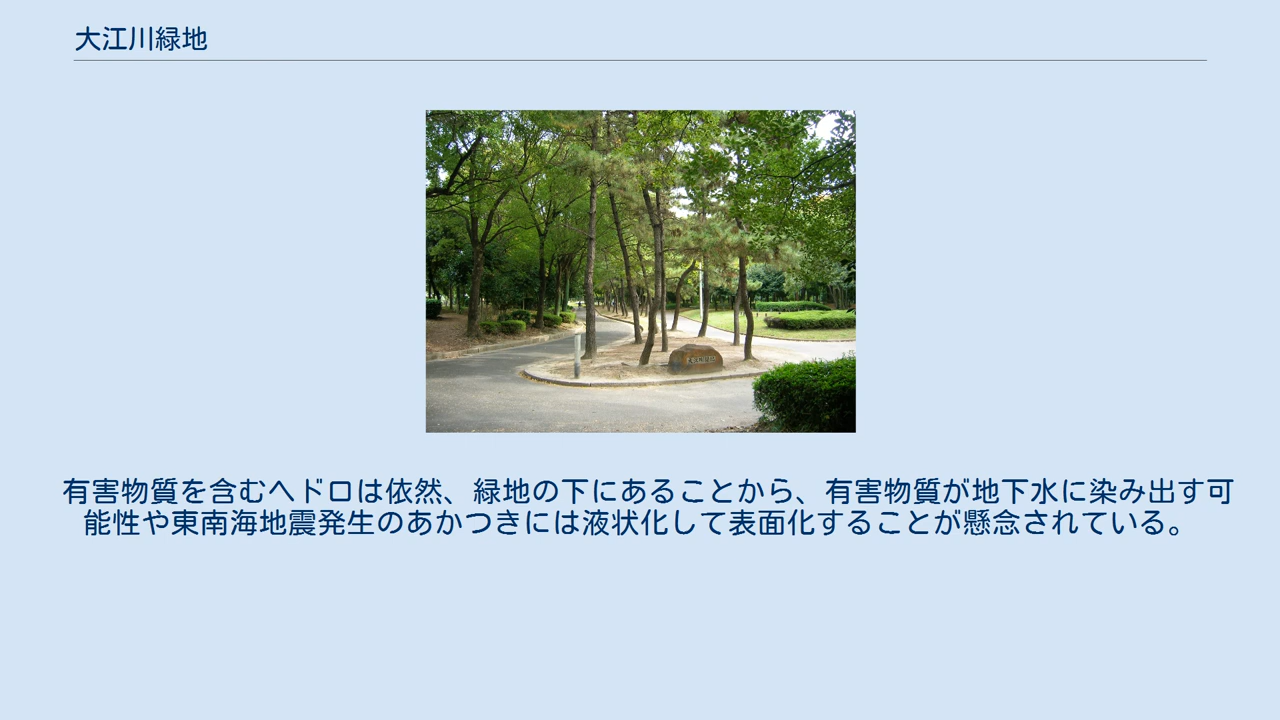 大江川緑地
有害物質を含むヘドロは依然、緑地の下にあることから、有害物質が地下水に染み出す可
能性や東南海地震発生のあかつきには液状化して表面化することが懸念されている。